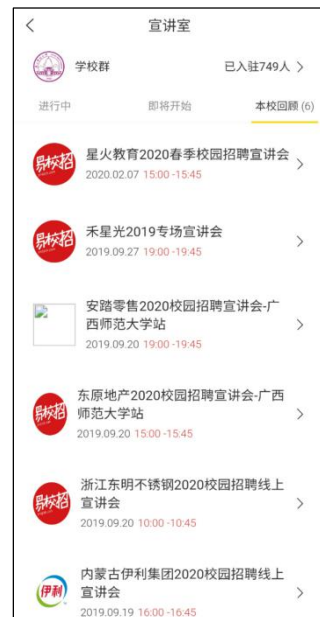 宣讲室
学校群 已入驻749人
进行中 即将开始 本校回顾 (6)
易校招
星火教育2020春季校园招聘宣讲会
2020.02.07 15:00 -15:45
易校招
禾星光2019专场宣讲会
2019.09.27 19:00 -19:45
安踏零售2020校园招聘宣讲会-广
西师范大学站
2019.09.20 19:00 -19:45
易校招
东原地产2020校园招聘宣讲会-广西
师范大学站
2019.09.20 15:00 -15:45
易校招
浙江东明不锈钢2020校园招聘线上
宣讲会
2019.09.20 10:00 -10:45
伊利
内蒙古伊利集团2020校园招聘线上
宣讲会
2019.09.19 16:00 -16:45